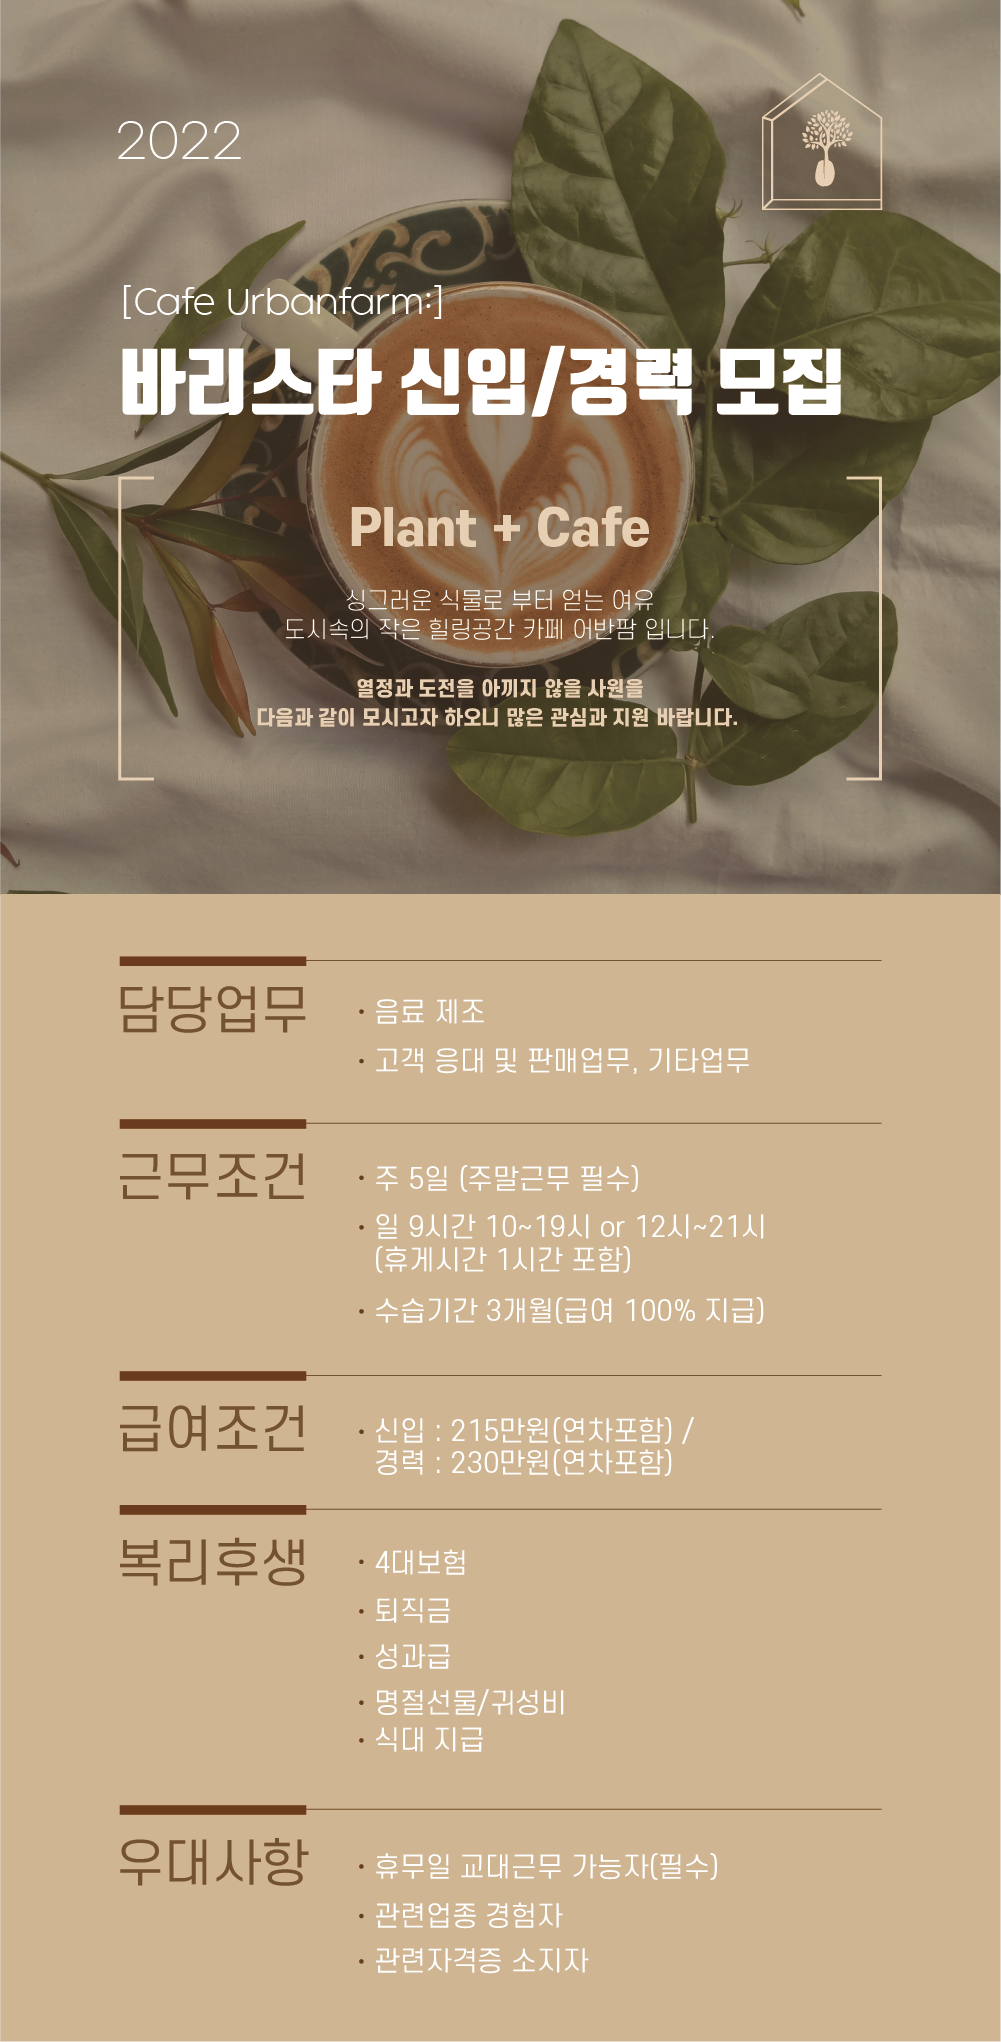 2022
[Cafe Urbanfarm:]
바리스타 신입/경력 모집
Plant + Cafe
싱그러운 식물로 부터 얻는 여유
도시속의 작은 힐링공간 카페 어반팜 입니다.
열정과 도전을 아끼지 않을 사원을
다음과 같이 모시고자 하오니 많은 관심과 지원 바랍니다.
담당업무
· 음료 제조
· 고객 응대 및 판매업무, 기타업무
근무조건
· 주 5일 (주말근무 필수)
· 일 9시간 10~19시 or 12시~21시
(휴게시간 1시간 포함)
· 수습기간 3개월(급여 100% 지급)
급여조건
· 신입 : 215만원(연차포함) /
경력 : 230만원(연차포함)
복리후생
· 4대보험
· 퇴직금
· 성과급
· 명절선물/귀성비
· 식대 지급
우대사항
· 휴무일 교대근무 가능자(필수)
· 관련업종 경험자
· 관련자격증 소지자